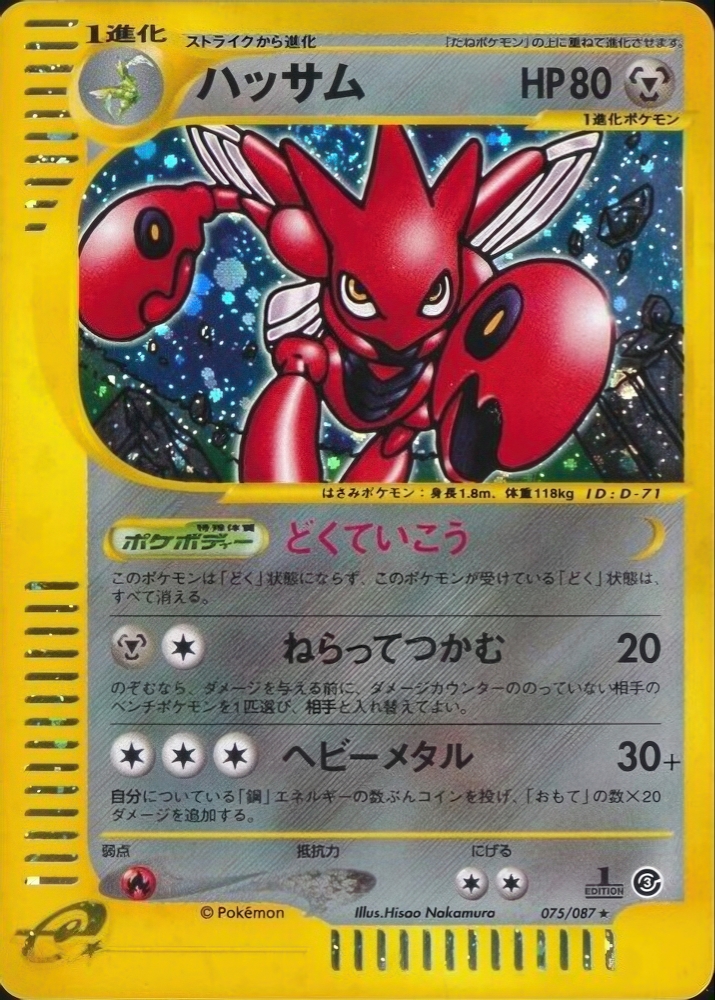 1進化
ストライクから進化
「たねポケモン」の上に重ねて進化させます。
ハッサム
HP80
1進化ポケモン
はさみポケモン：身長1.8m、体重118kg ID:D-71
特殊体質
ポケボディー
どくていこう
このポケモンは「どく」状態にならず、このポケモンが受けている「どく」状態は、
すべて消える。
ねらってつかむ 20
のぞむなら、ダメージを与える前に、ダメージカウンターののっていない相手の
ベンチポケモンを1匹選び、相手と入れ替えてよい。
ヘビーメタル 30+
自分についている「鋼」エネルギーの数ぶんコインを投げ、「おもて」の数×20
ダメージを追加する。
弱点 抵抗力 にげる
1
EDITION
3
© Pokémon
Illus.Hisao Nakamura
075/087★
e